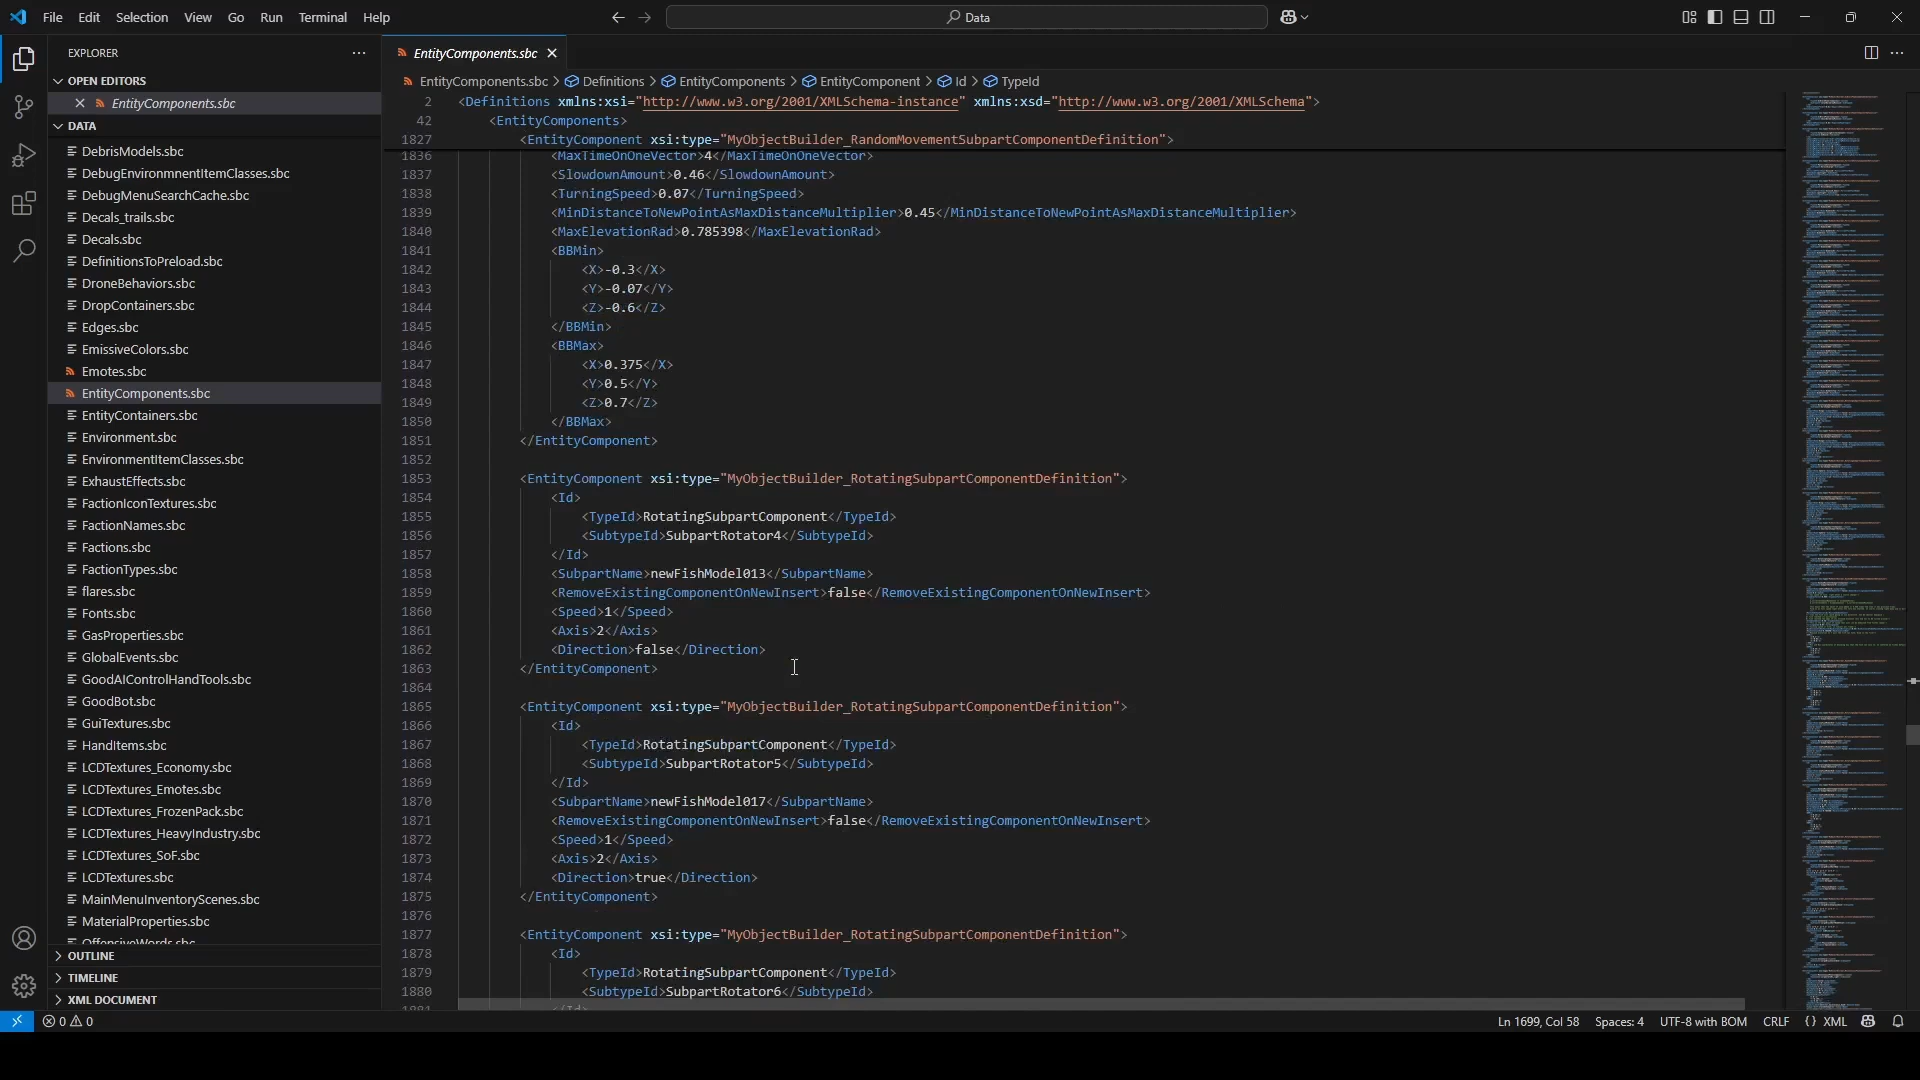 File Edit Selection View Go Run Terminal Help
Data
EXPLORER
OPEN EDITORS
EntityComponents.sbc
DATA
DebrisModels.sbc
DebugEnvironmnentItemClasses.sbc
DebugMenuSearchCache.sbc
Decals_trails.sbc
Decals.sbc
DefinitionsToPreload.sbc
DroneBehaviors.sbc
DropContainers.sbc
Edges.sbc
EmissiveColors.sbc
Emotes.sbc
EntityComponents.sbc
EntityContainers.sbc
Environment.sbc
EnvironmentItemClasses.sbc
ExhaustEffects.sbc
FactionIconTextures.sbc
FactionNames.sbc
Factions.sbc
FactionTypes.sbc
flares.sbc
Fonts.sbc
GasProperties.sbc
GlobalEvents.sbc
GoodAIControlHandTools.sbc
GoodBot.sbc
GuiTextures.sbc
HandItems.sbc
LCDTextures_Economy.sbc
LCDTextures_Emotes.sbc
LCDTextures_FrozenPack.sbc
LCDTextures_HeavyIndustry.sbc
LCDTextures_SoF.sbc
LCDTextures.sbc
MainMenuInventoryScenes.sbc
MaterialProperties.sbc
OffensiveWords.sbc
OUTLINE
TIMELINE
XML DOCUMENT
EntityComponents.sbc
EntityComponents.sbc > Definitions > EntityComponents > EntityComponent > Id > TypeId
2 <Definitions xmlns:xsi="http://www.w3.org/2001/XMLSchema-instance" xmlns:xsd="http://www.w3.org/2001/XMLSchema">
42 <EntityComponents>
1827 <EntityComponent xsi:type="MyObjectBuilder_RandomMovementSubpartComponentDefinition">
1836 <MaxTimeOnOneVector>4</MaxTimeOnOneVector>
1837 <SlowdownAmount>0.46</SlowdownAmount>
1838 <TurningSpeed>0.07</TurningSpeed>
1839 <MinDistanceToNewPointAsMaxDistanceMultiplier>0.45</MinDistanceToNewPointAsMaxDistanceMultiplier>
1840 <MaxElevationRad>0.785398</MaxElevationRad>
1841 <BBMin>
1842 <X>-0.3</X>
1843 <Y>-0.07</Y>
1844 <Z>-0.6</Z>
1845 </BBMin>
1846 <BBMax>
1847 <X>0.375</X>
1848 <Y>0.5</Y>
1849 <Z>0.7</Z>
1850 </BBMax>
1851 </EntityComponent>
1852
1853 <EntityComponent xsi:type="MyObjectBuilder_RotatingSubpartComponentDefinition">
1854 <Id>
1855 <TypeId>RotatingSubpartComponent</TypeId>
1856 <SubtypeId>SubpartRotator4</SubtypeId>
1857 </Id>
1858 <SubpartName>newFishModel013</SubpartName>
1859 <RemoveExistingComponentOnNewInsert>false</RemoveExistingComponentOnNewInsert>
1860 <Speed>1</Speed>
1861 <Axis>2</Axis>
1862 <Direction>false</Direction>
1863 </EntityComponent>
1864
1865 <EntityComponent xsi:type="MyObjectBuilder_RotatingSubpartComponentDefinition">
1866 <Id>
1867 <TypeId>RotatingSubpartComponent</TypeId>
1868 <SubtypeId>SubpartRotator5</SubtypeId>
1869 </Id>
1870 <SubpartName>newFishModel017</SubpartName>
1871 <RemoveExistingComponentOnNewInsert>false</RemoveExistingComponentOnNewInsert>
1872 <Speed>1</Speed>
1873 <Axis>2</Axis>
1874 <Direction>true</Direction>
1875 </EntityComponent>
1876
1877 <EntityComponent xsi:type="MyObjectBuilder_RotatingSubpartComponentDefinition">
1878 <Id>
1879 <TypeId>RotatingSubpartComponent</TypeId>
1880 <SubtypeId>SubpartRotator6</SubtypeId>
1881 </Id>
0 0
Ln 1699, Col 58 Spaces: 4 UTF-8 with BOM CRLF {} XML